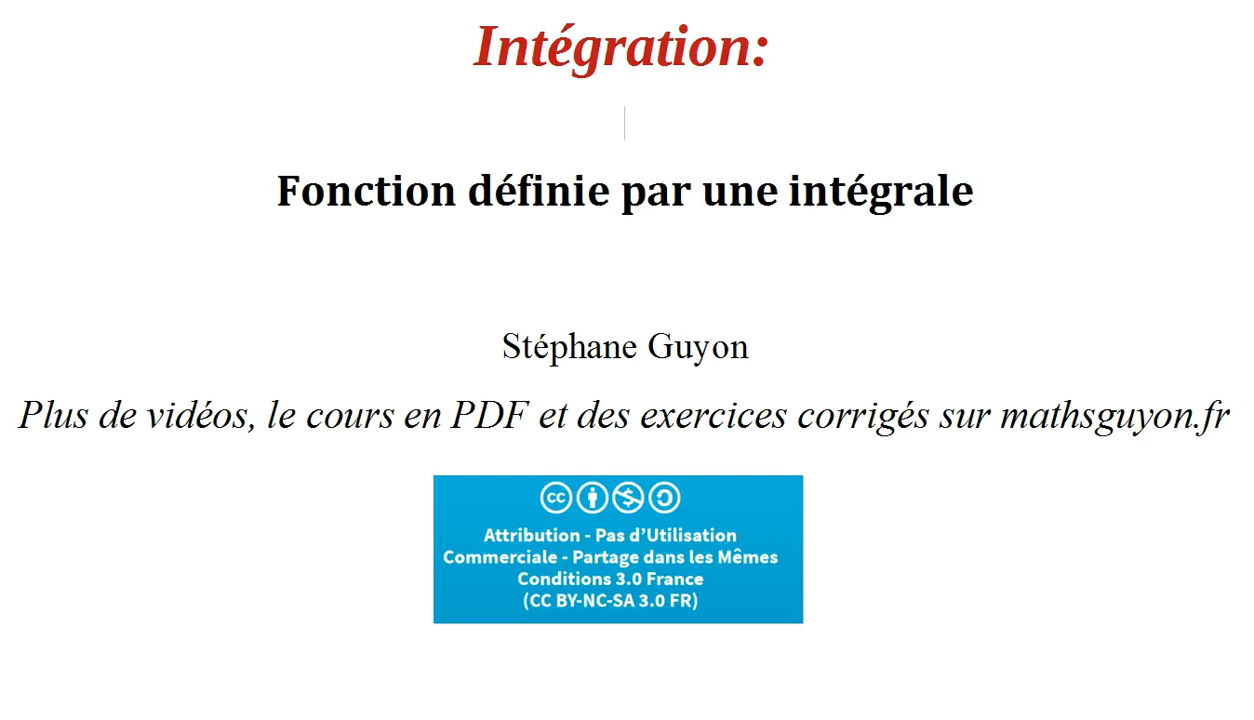 Intégration:
Fonction définie par une intégrale
Stéphane Guyon
Plus de vidéos, le cours en PDF et des exercices corrigés sur mathsguyon.fr
cc
Attribution - Pas d’Utilisation
Commerciale - Partage dans les Mêmes
Conditions 3.0 France
(CC BY-NC-SA 3.0 FR)